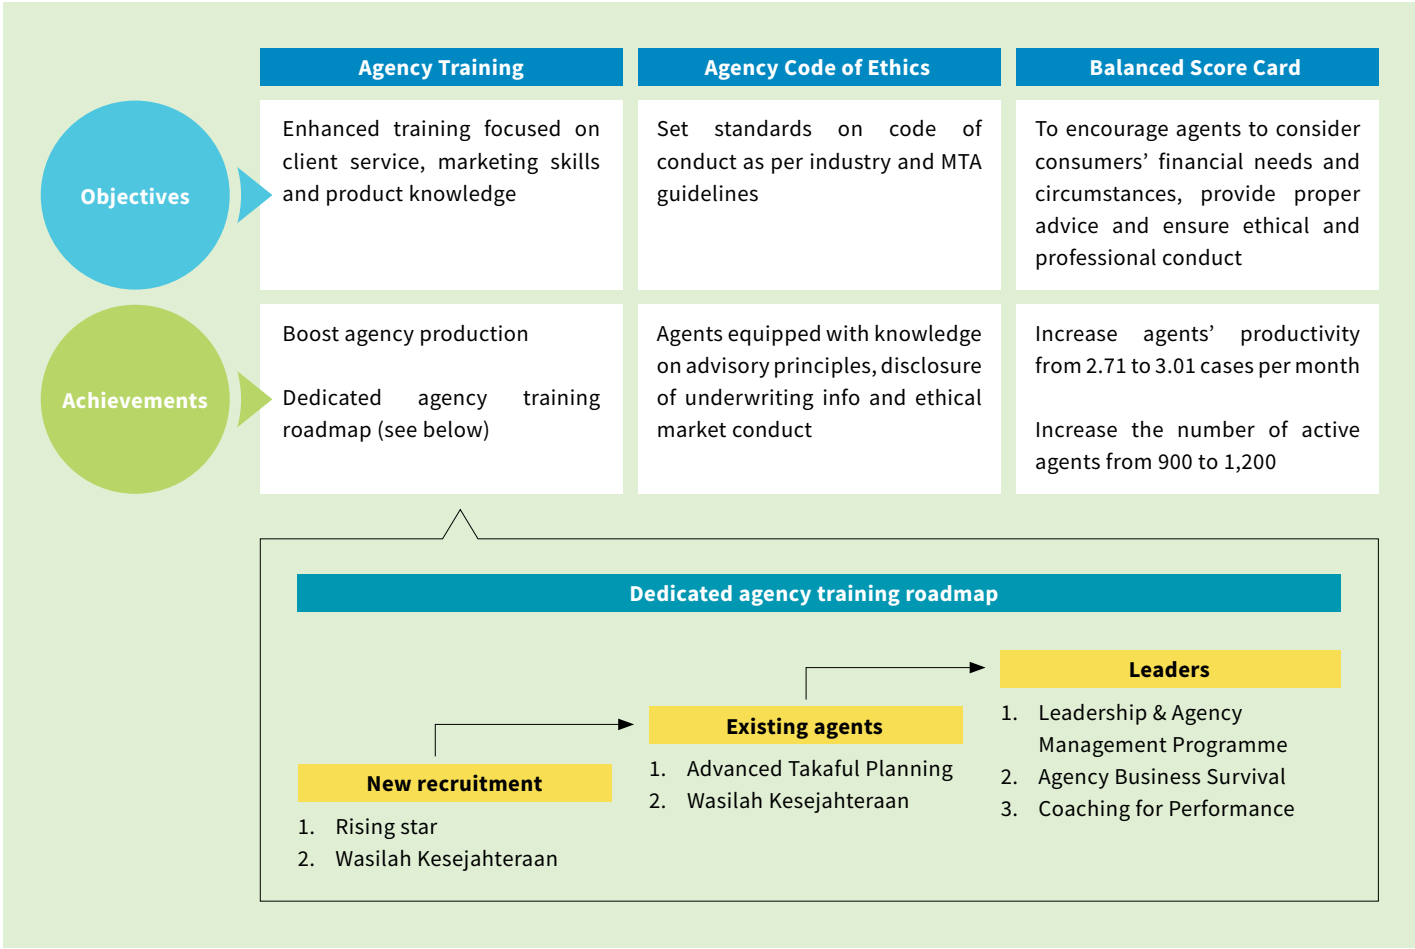 Agency Training
Agency Code of Ethics
Balanced Score Card
Objectives
Enhanced training focused on
client service, marketing skills
and product knowledge
Set standards on code of
conduct as per industry and MTA
guidelines
To encourage agents to consider
consumers’ financial needs and
circumstances, provide proper
advice and ensure ethical and
professional conduct
Achievements
Boost agency production
Dedicated agency training
roadmap (see below)
Agents equipped with knowledge
on advisory principles, disclosure
of underwriting info and ethical
market conduct
Increase agents’ productivity
from 2.71 to 3.01 cases per month
Increase the number of active
agents from 900 to 1,200
Dedicated agency training roadmap
New recruitment
1. Rising star
2. Wasilah Kesejahteraan
Existing agents
1. Advanced Takaful Planning
2. Wasilah Kesejahteraan
Leaders
1. Leadership & Agency
Management Programme
2. Agency Business Survival
3. Coaching for Performance